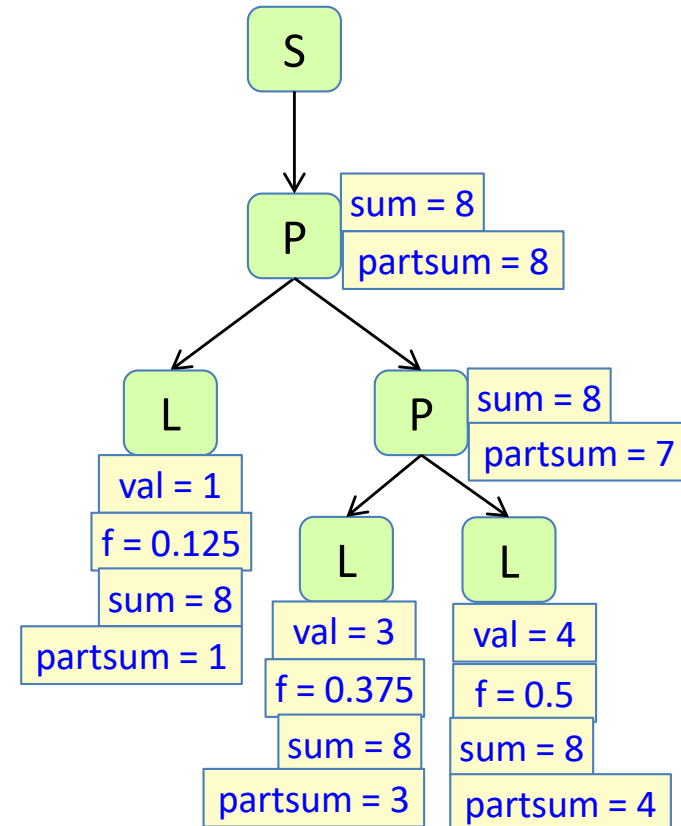 S
P
sum = 8
partsum = 8
L
val = 1
f = 0.125
sum = 8
partsum = 1
P
sum = 8
partsum = 7
L
val = 3
f = 0.375
sum = 8
partsum = 3
L
val = 4
f = 0.5
sum = 8
partsum = 4